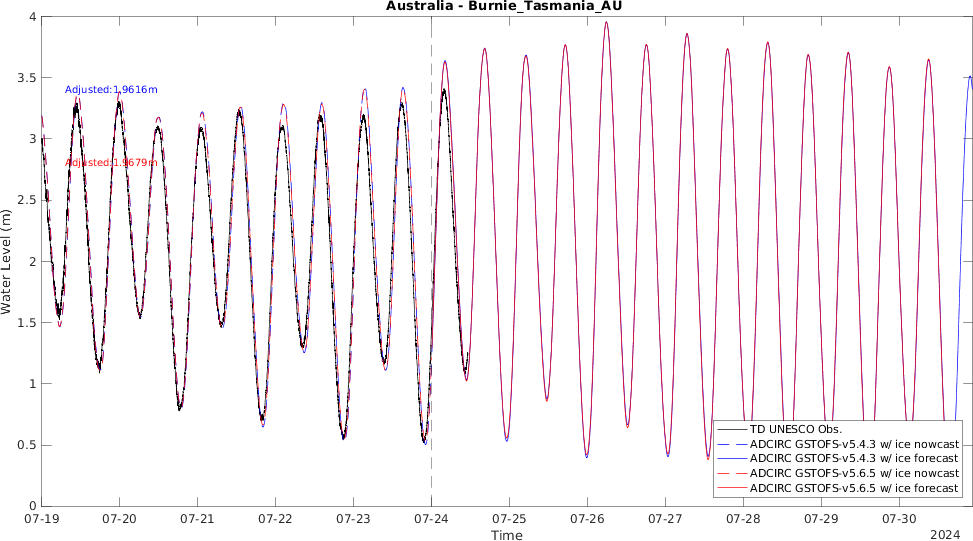 Australia - Burnie_Tasmania_AU
4
3.5
3
2.5
2
1.5
1
0.5
0
Water Level (m)
Adjusted:1.9616m
Adjusted:1.9679m
TD UNESCO Obs.
ADCIRC GSTOFS-v5.4.3 w/ ice nowcast
ADCIRC GSTOFS-v5.4.3 w/ ice forecast
ADCIRC GSTOFS-v5.6.5 w/ ice nowcast
ADCIRC GSTOFS-v5.6.5 w/ ice forecast
07-19 07-20 07-21 07-22 07-23 07-24 07-25 07-26 07-27 07-28 07-29 07-30
Time
2024